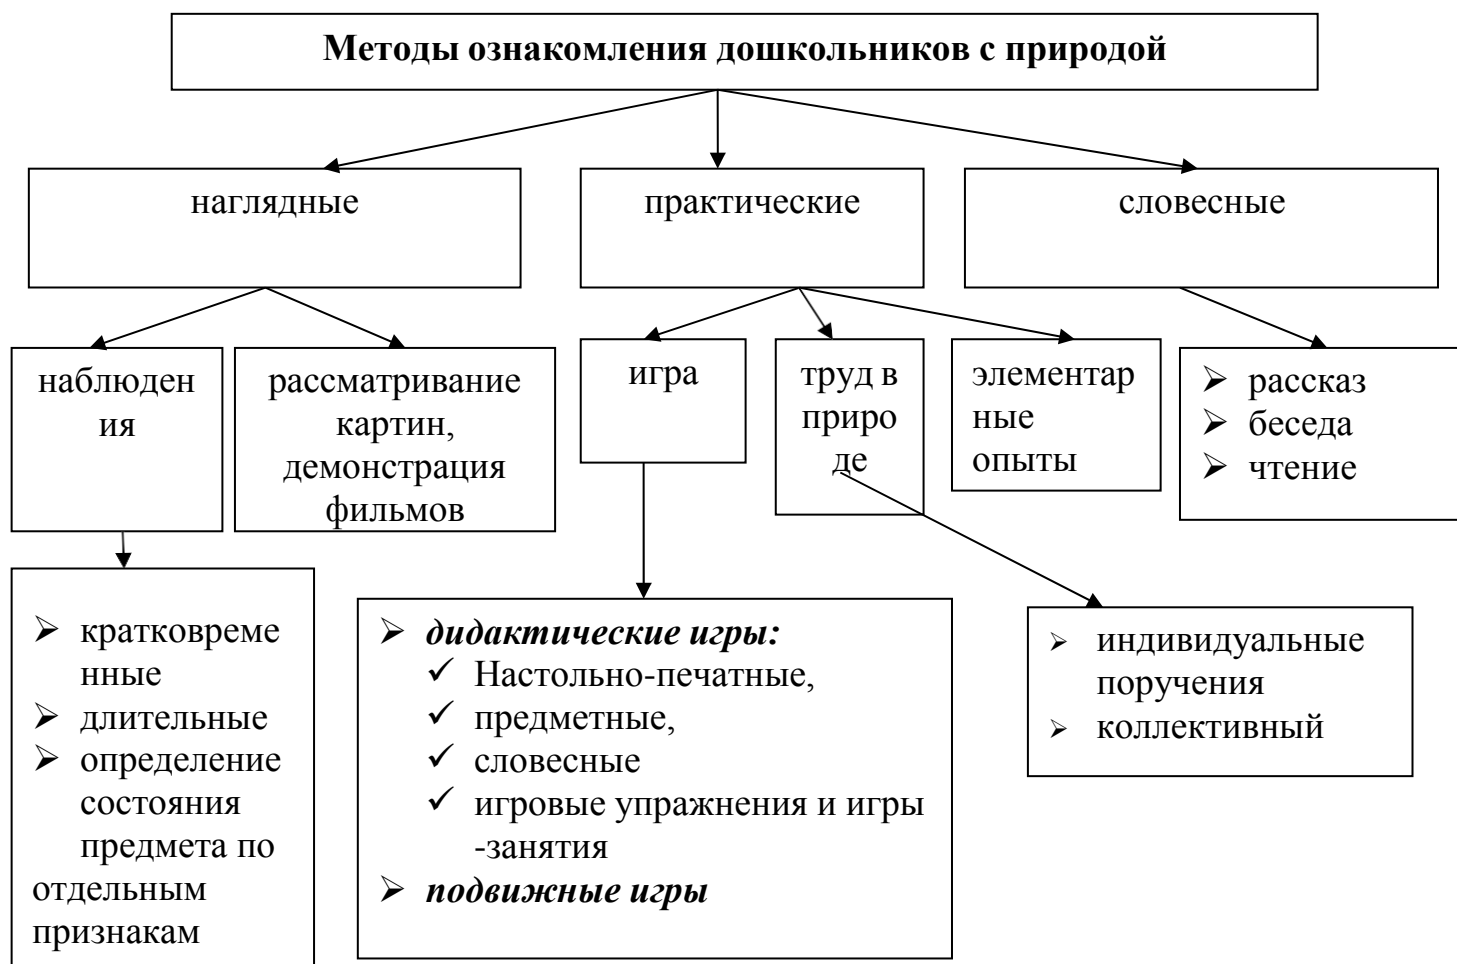 Методы ознакомления дошкольников с природой
наглядные
практические
словесные
наблюден
ия
рассматривание
картин,
демонстрация
фильмов
игра
труд в
приро
де
элементар
ные
опыты
рассказ
беседа
чтение
кратковреме
нные
длительные
определение
состояния
предмета по
отдельным
признакам
дидактические игры:
Настольно-печатные,
предметные,
словесные
игровые упражнения и игры
-занятия
подвижные игры
индивидуальные
поручения
коллективный